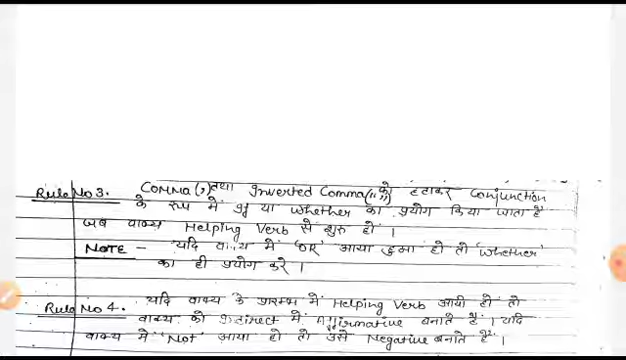 Rule No 3. Comma (,) तथा Inverted Comma (" ") को हटाकर Conjunction
के रूप में If या Whether का प्रयोग किया जाता है
जब वाक्य Helping Verb से शुरु हो।
NOTE - यदि वाक्य में 'OR' आया हुआ हो तो 'Whether'
का ही प्रयोग करे।
Rule No 4. यदि वाक्य के प्रारम्भ में Helping Verb आयी हो तो
वाक्य को Indirect में Affirmative बनाते हैं। यदि
वाक्य में 'Not' आया हो तो उसे Negative बनाते हैं।